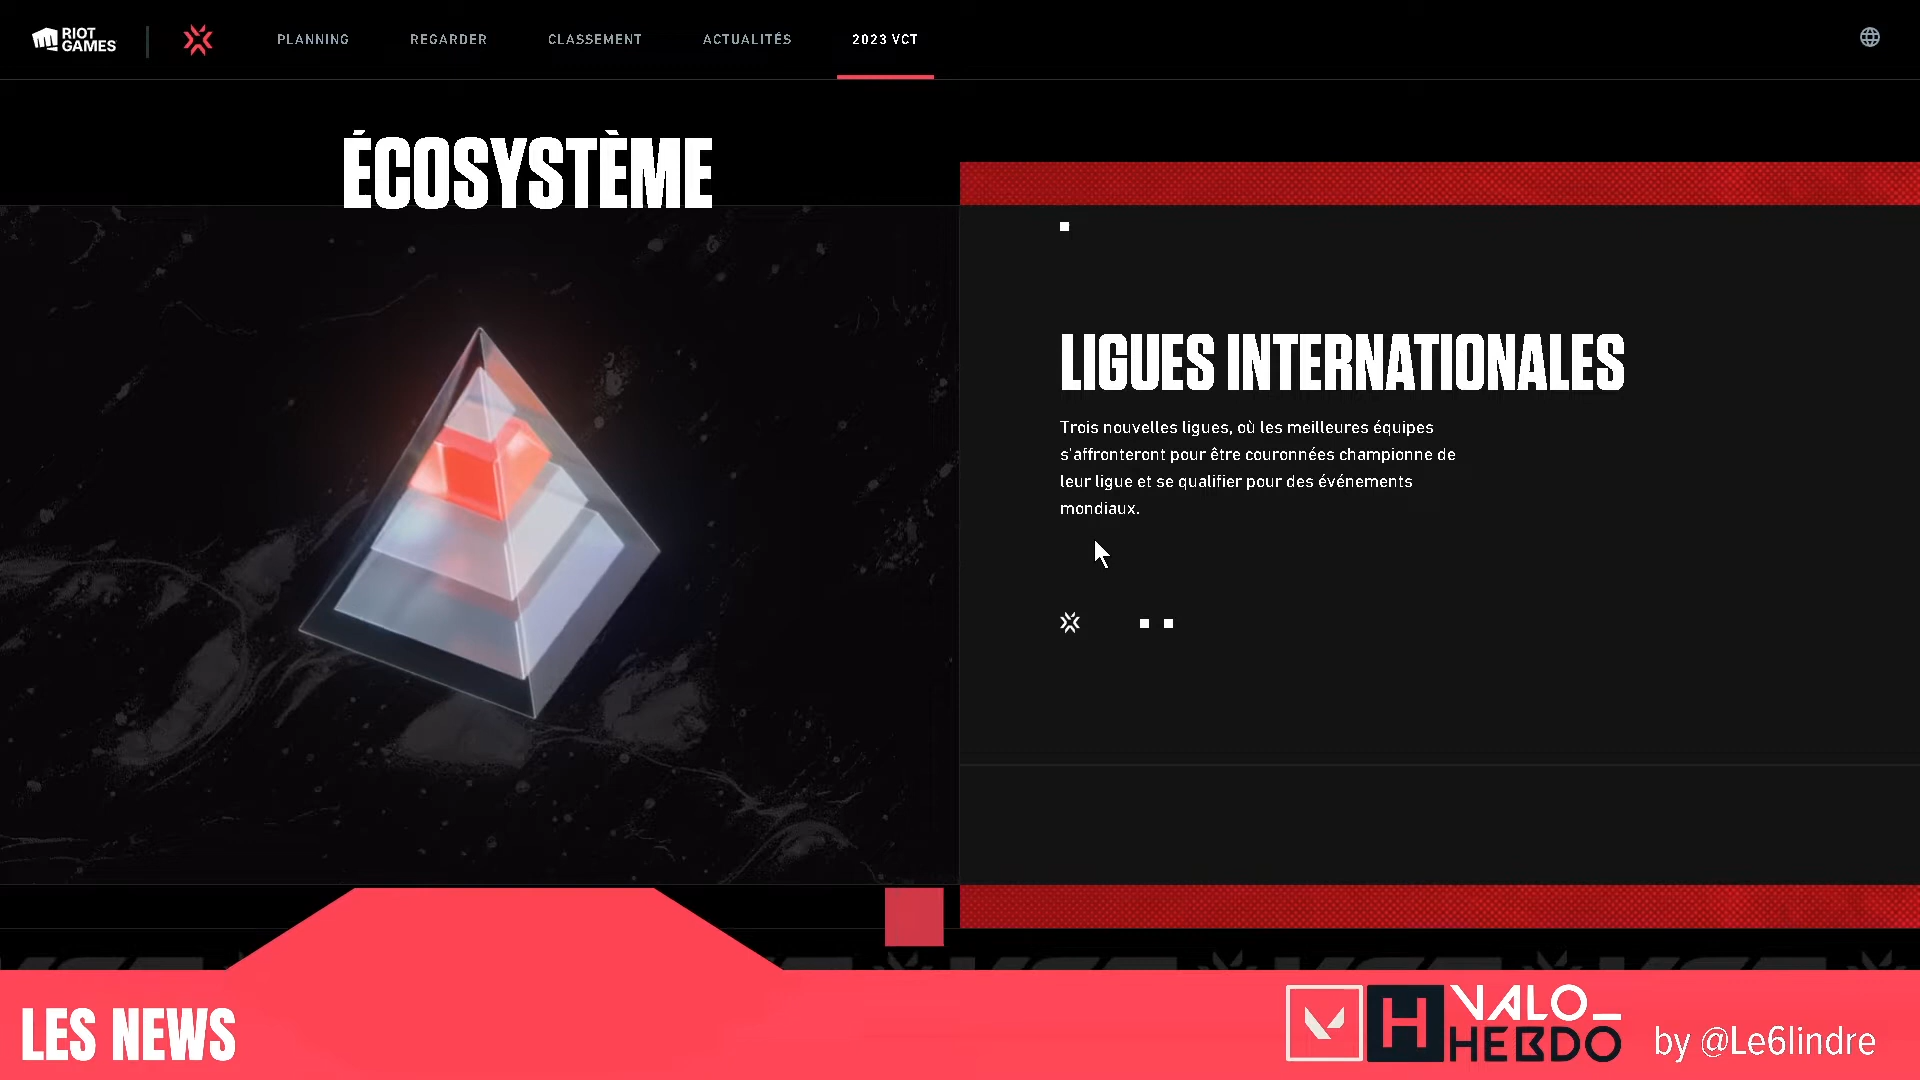 RIOT
GAMES
PLANNING
REGARDER
CLASSEMENT
ACTUALITÉS
2023 VCT
ÉCOSYSTÈME
LIGUES INTERNATIONALES
Trois nouvelles ligues, où les meilleures équipes
s'affronteront pour être couronnées championne de
leur ligue et se qualifier pour des événements
mondiaux.
LES NEWS
H
VALO_
HEBDO
by @Le6lindre